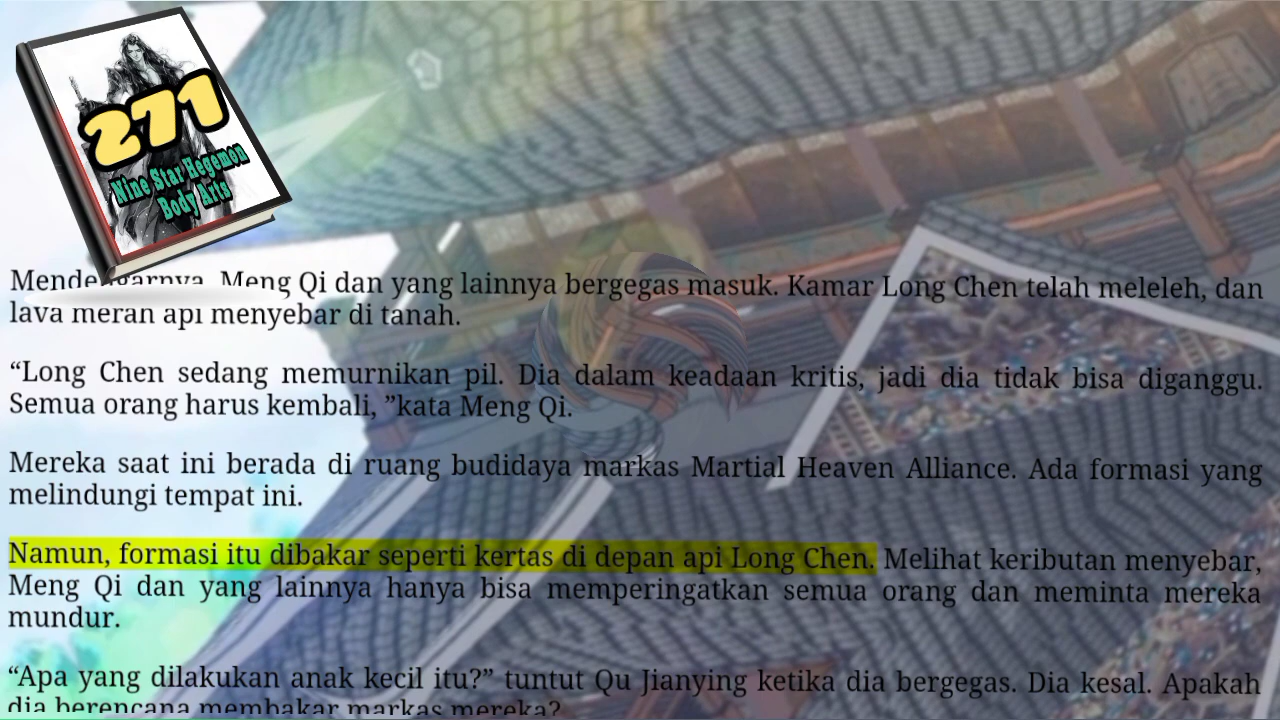 271
Nine Star Hegemon
Body Arts
Mendengarnya, Meng Qi dan yang lainnya bergegas masuk. Kamar Long Chen telah meleleh, dan
lava merah api menyebar di tanah.
“Long Chen sedang memurnikan pil. Dia dalam keadaan kritis, jadi dia tidak bisa diganggu.
Semua orang harus kembali, ”kata Meng Qi.
Mereka saat ini berada di ruang budidaya markas Martial Heaven Alliance. Ada formasi yang
melindungi tempat ini.
Namun, formasi itu dibakar seperti kertas di depan api Long Chen. Melihat keributan menyebar,
Meng Qi dan yang lainnya hanya bisa memperingatkan semua orang dan meminta mereka
mundur.
“Apa yang dilakukan anak kecil itu?” tuntut Qu Jianying ketika dia bergegas. Dia kesal. Apakah
dia berencana membakar markas mereka?